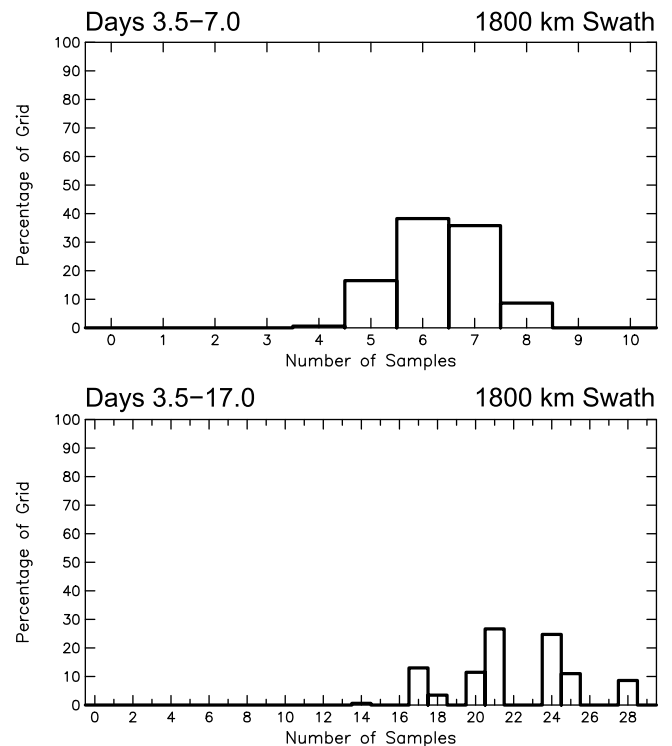 Days 3.5−7.0 1800 km Swath
100
90
80
70
60
50
40
30
20
10
0
Percentage of Grid
0 1 2 3 4 5 6 7 8 9 10
Number of Samples
Days 3.5−17.0 1800 km Swath
100
90
80
70
60
50
40
30
20
10
0
Percentage of Grid
0 2 4 6 8 10 12 14 16 18 20 22 24 26 28
Number of Samples